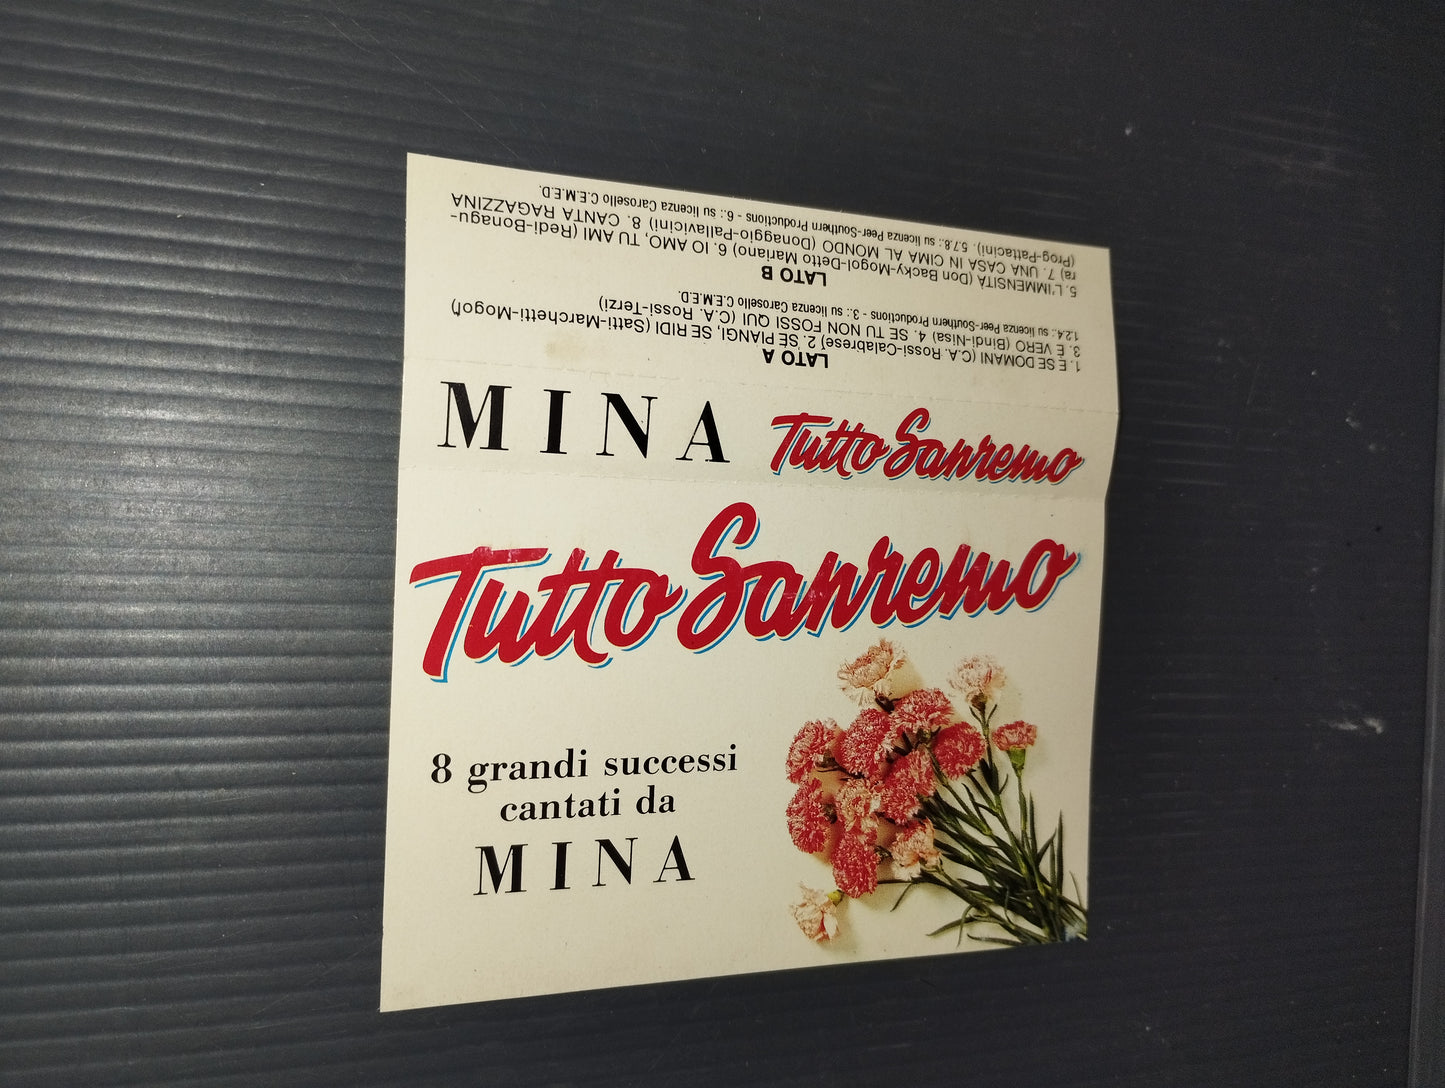 MINA Tutto Sanremo
Tutto Sanremo
8 grandi successi
cantati da
MINA
LATO A
1. E SE DOMANI (C.A. Rossi-Calabrese) 2. SE PIANGI, SE RIDI (Satti-Marchetti-Mogol)
3. E VERO (Bindi-Nisa) 4. SE TU NON FOSSI QUI (C.A. Rossi-Terzi)
1.2.4.: su licenza Peer-Southern Productions - 3.: su licenza Carosello C.E.M.E.D.
LATO B
5. L'IMMENSITÀ (Don Backy-Mogol-Detto Mariano) 6. IO AMO, TU AMI (Redi-Bonagu-
ra) 7. UNA CASA IN CIMA AL MONDO (Donaggio-Pallavicini) 8. CANTA RAGAZZINA
(Prog-Pattacini). 5.7.8.: su licenza Peer-Southern Productions - 6.: su licenza Carosello C.E.M.E.D.